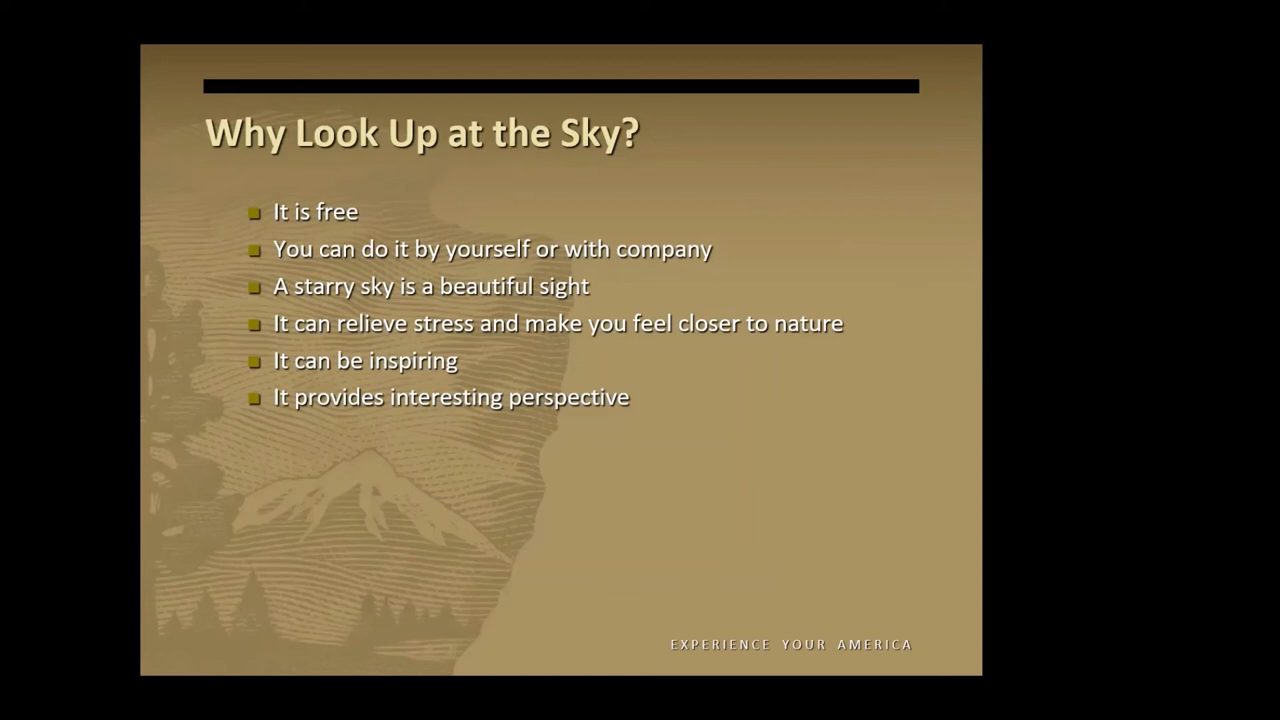 Why Look Up at the Sky?
It is free
You can do it by yourself or with company
A starry sky is a beautiful sight
It can relieve stress and make you feel closer to nature
It can be inspiring
It provides interesting perspective
EXPERIENCE YOUR AMERICA